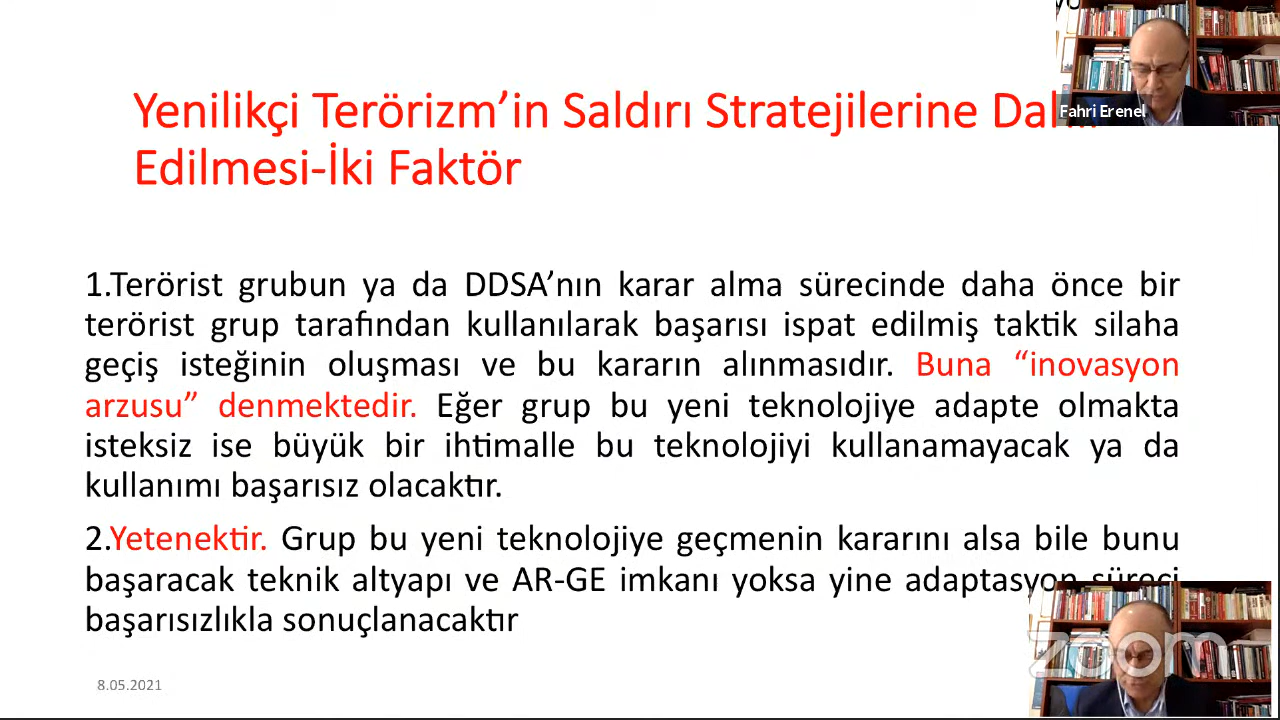 Yenilikçi Terörizm’in Saldırı Stratejilerine
Edilmesi-İki Faktör
Fahri Erenel
1.Terörist grubun ya da DDSA’nın karar alma sürecinde daha önce bir
terörist grup tarafından kullanılarak başarısı ispat edilmiş taktik silaha
geçiş isteğinin oluşması ve bu kararın alınmasıdır. Buna “inovasyon
arzusu” denmektedir. Eğer grup bu yeni teknolojiye adapte olmakta
isteksiz ise büyük bir ihtimalle bu teknolojiyi kullanamayacak ya da
kullanımı başarısız olacaktır.
2.Yetenektir. Grup bu yeni teknolojiye geçmenin kararını alsa bile bunu
başaracak teknik altyapı ve AR-GE imkanı yoksa yine adaptasyon süreci
başarısızlıkla sonuçlanacaktır
zoom
8.05.2021